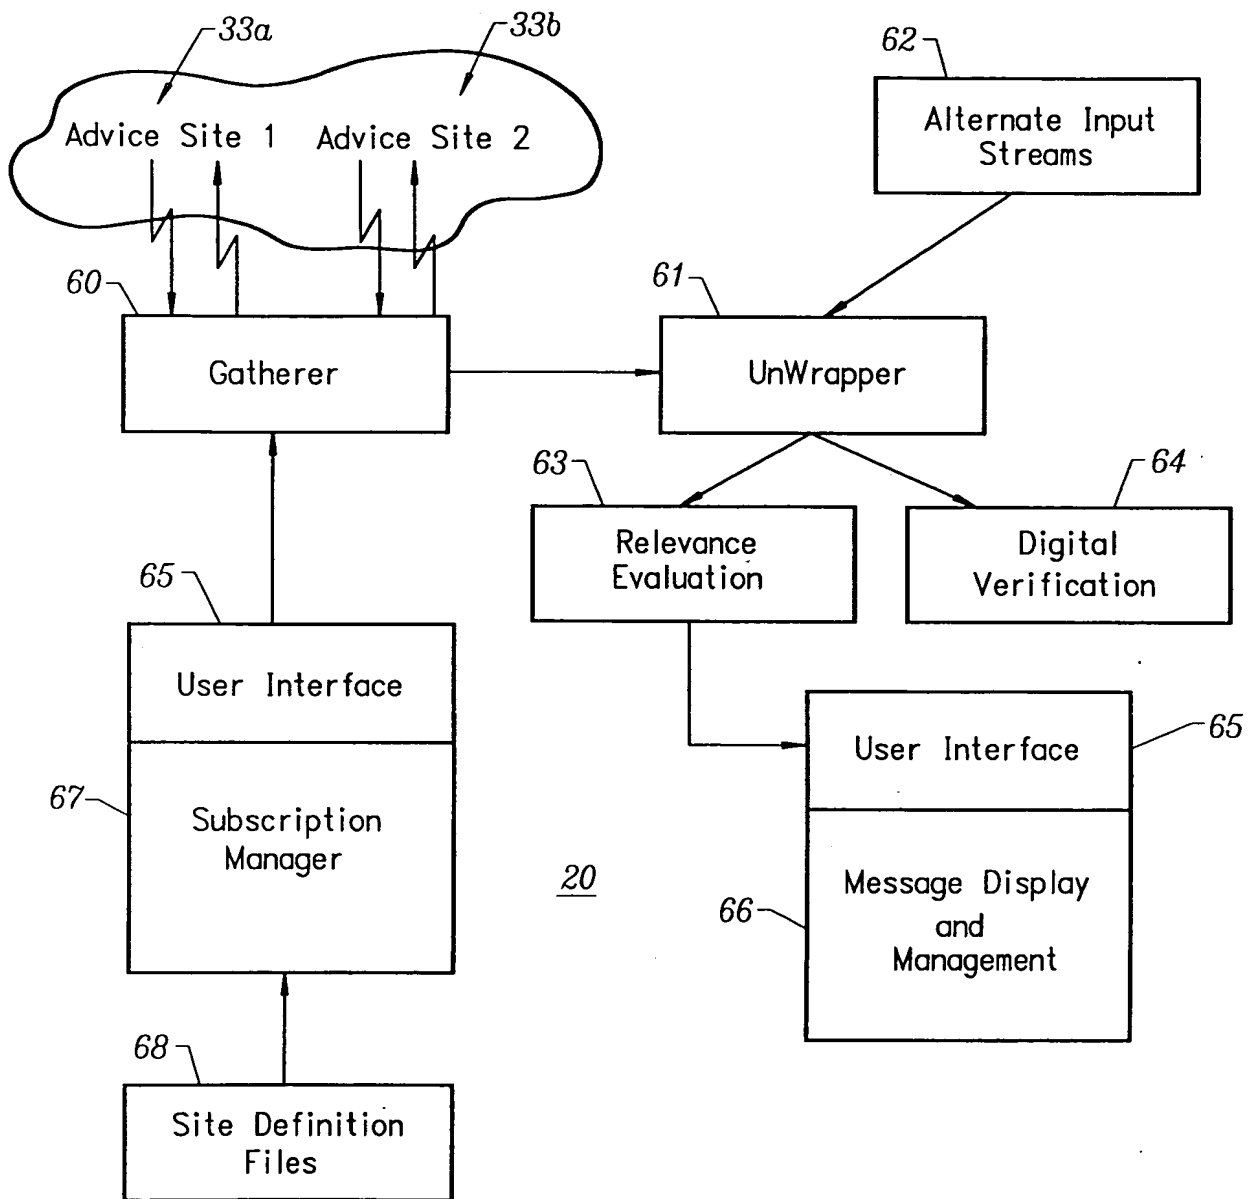 33a
33b
62
Advice Site 1
Advice Site 2
Alternate Input
Streams
60
61
Gatherer
UnWrapper
63
64
Relevance
Evaluation
Digital
Verification
65
User Interface
65
User Interface
67
Subscription
Manager
20
66
Message Display
and
Management
68
Site Definition
Files